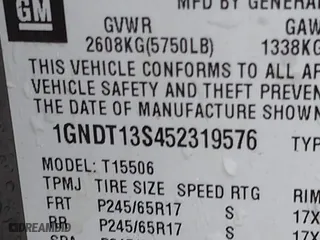 GM
MFD BY GENERA
GVWR GAW
2608KG(5750LB) 1338KG
THIS VEHICLE CONFORMS TO ALL AP
VEHICLE SAFETY AND THEFT PREVEN
THE DATE OF MANUFACTURE SHOWN
1GNDT13S452319576 TYP
MODEL: T15506
TPMJ TIRE SIZE SPEED RTG RIM
FRT P245/65R17 S 17X
RR P245/65R17 S 17X
© DREAMBID